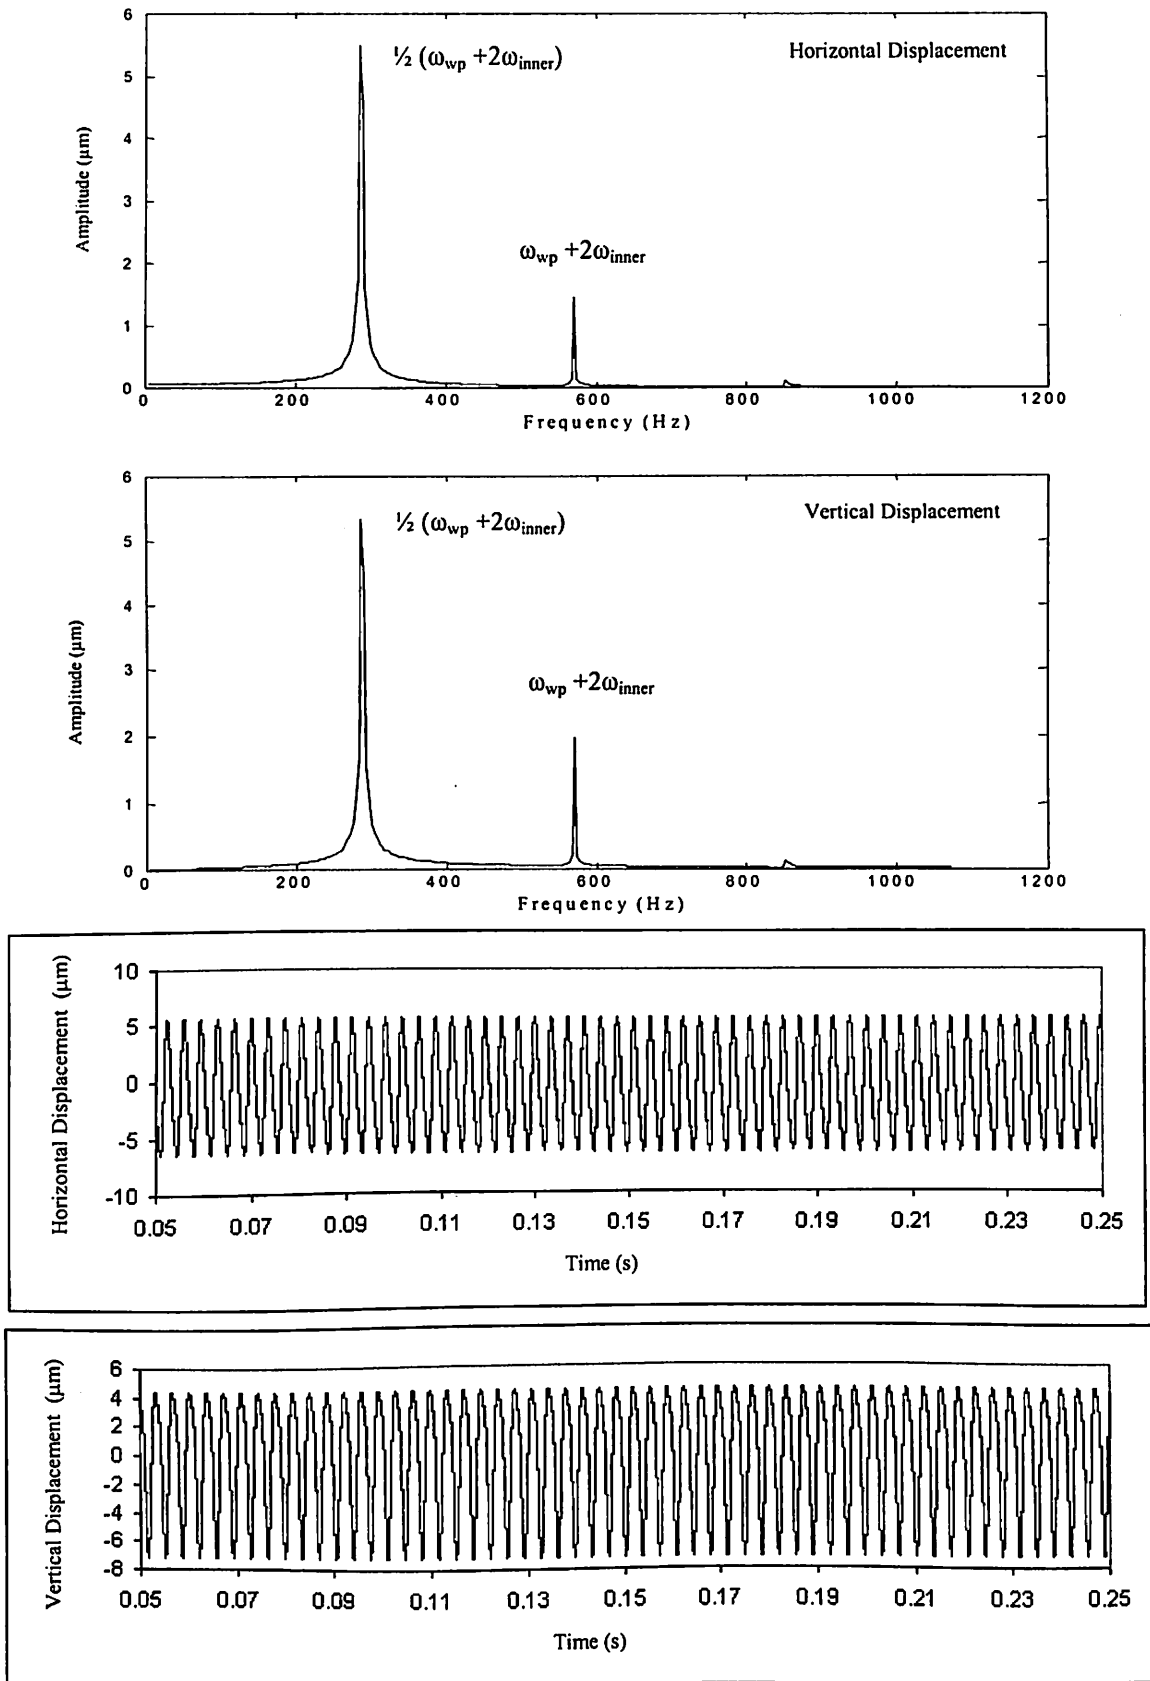 6
½ (ωwp +2ωinner)
Horizontal Displacement
5
4
Amplitude (µm)
3
ωwp +2ωinner
2
1
0
0 200 400 600 800 1000 1200
Frequency (Hz)
6
½ (ωwp +2ωinner)
Vertical Displacement
5
4
Amplitude (µm)
3
ωwp +2ωinner
2
1
0
0 200 400 600 800 1000 1200
Frequency (Hz)
Horizontal Displacement (µm)
10
5
0
-5
-10
0.05 0.07 0.09 0.11 0.13 0.15 0.17 0.19 0.21 0.23 0.25
Time (s)
Vertical Displacement (µm)
6
4
2
0
-2
-4
-6
-8
0.05 0.07 0.09 0.11 0.13 0.15 0.17 0.19 0.21 0.23 0.25
Time (s)